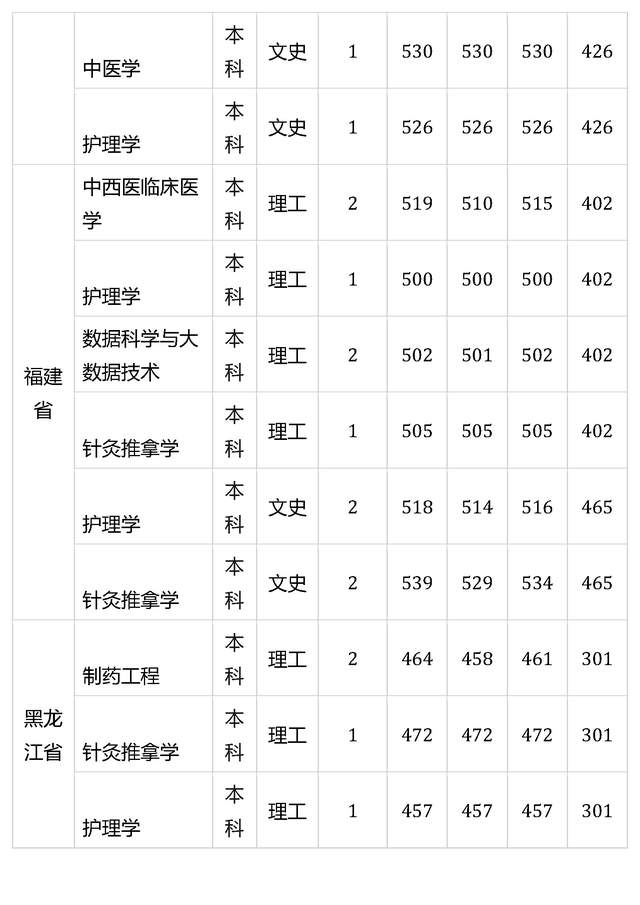 中医学 本科 文史 1 530 530 530 426
护理学 本科 文史 1 526 526 526 426
福建省
中西医临床医学 本科 理工 2 519 510 515 402
护理学 本科 理工 1 500 500 500 402
数据科学与大数据技术 本科 理工 2 502 501 502 402
针灸推拿学 本科 理工 1 505 505 505 402
护理学 本科 文史 2 518 514 516 465
针灸推拿学 本科 文史 2 539 529 534 465
黑龙江省
制药工程 本科 理工 2 464 458 461 301
针灸推拿学 本科 理工 1 472 472 472 301
护理学 本科 理工 1 457 457 457 301